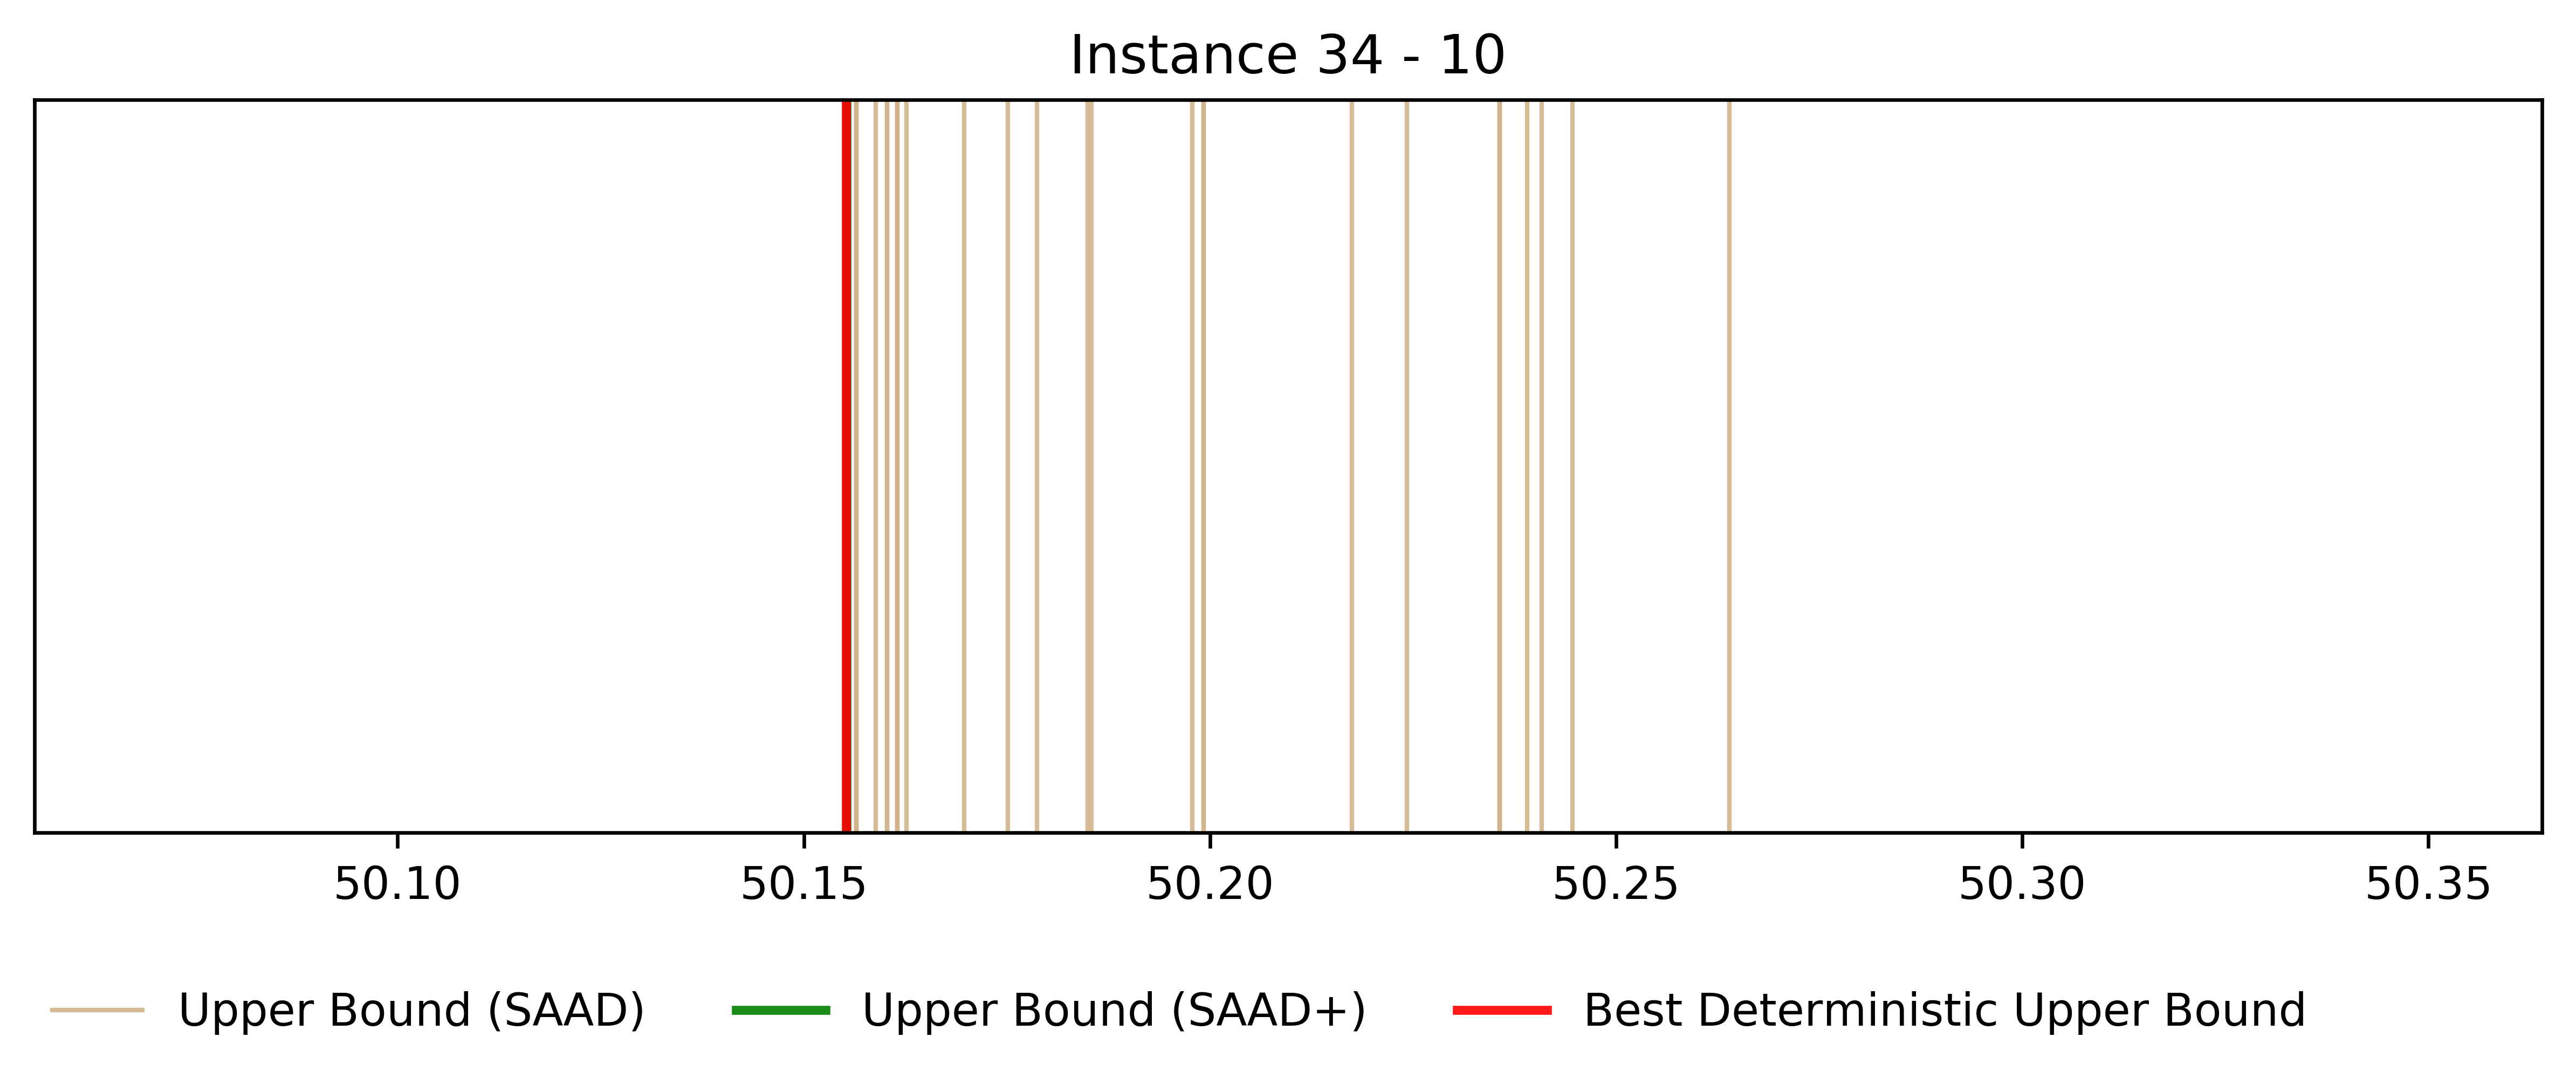 Instance 34 - 10
50.10 50.15 50.20 50.25 50.30 50.35
Upper Bound (SAAD) Upper Bound (SAAD+) Best Deterministic Upper Bound